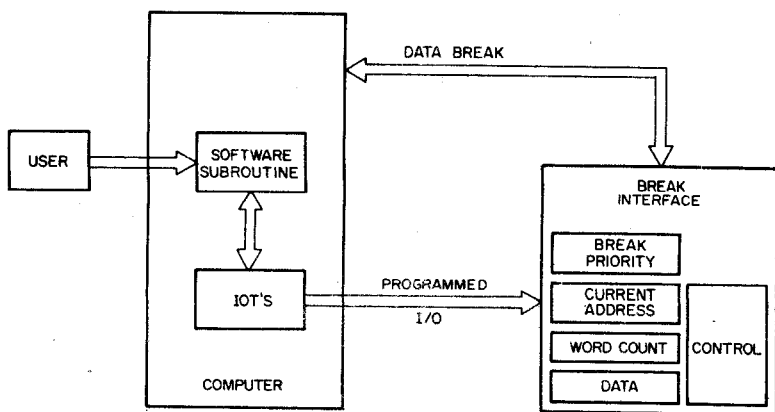 DATA BREAK
USER
SOFTWARE
SUBROUTINE
IOT'S
COMPUTER
PROGRAMMED
I/O
BREAK
INTERFACE
BREAK
PRIORITY
CURRENT
ADDRESS
WORD COUNT
DATA
CONTROL